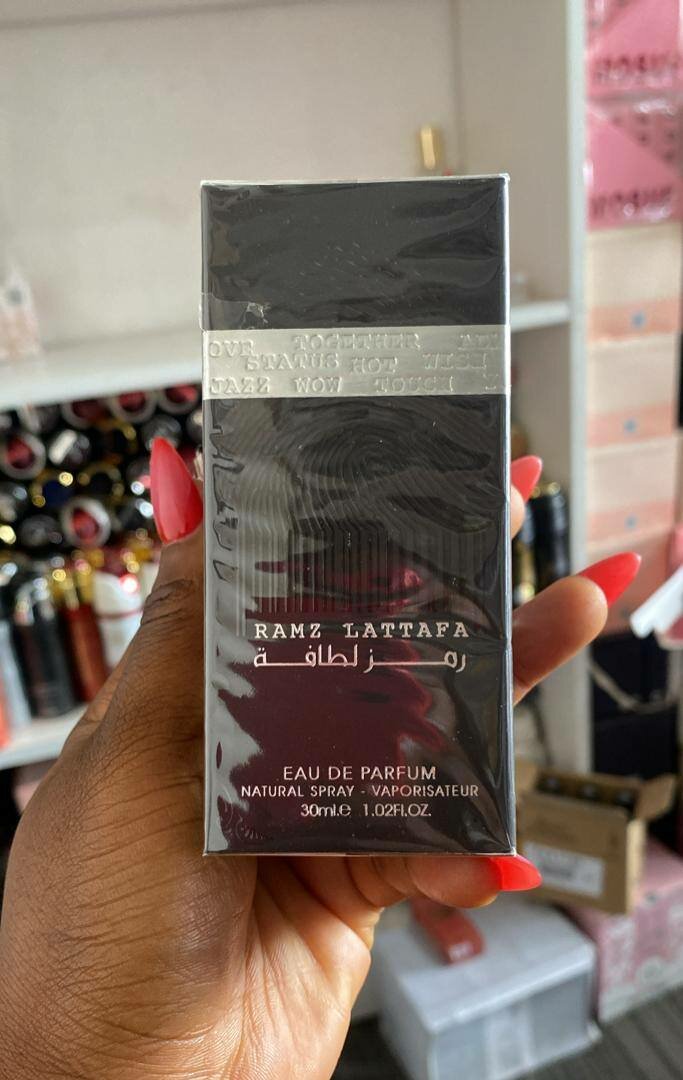 TOGETHER
STATUS HOT WISH
JAZZ WOW TOUCH
RAMZ LATTAFA
رمز لطافة
EAU DE PARFUM
NATURAL SPRAY - VAPORISATEUR
30ml.e 1.02Fl.OZ.